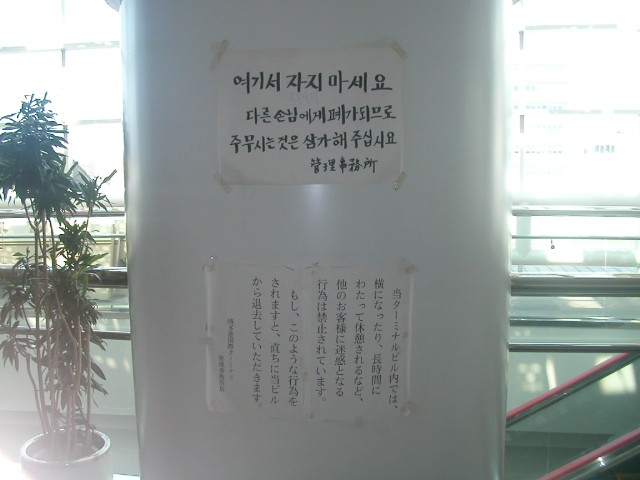 여기서 자지 마세요
다른 손님에게 폐가되므로
주무시는것은 삼가해 주십시요
管理事務所
当ターミナルビル内では、
横になったり、長時間に
わたって休憩されるなど、
他のお客様に迷惑となる
行為は禁止されています。
もし、このような行為を
されますと、直ちに当ビル
から退去していただきます。